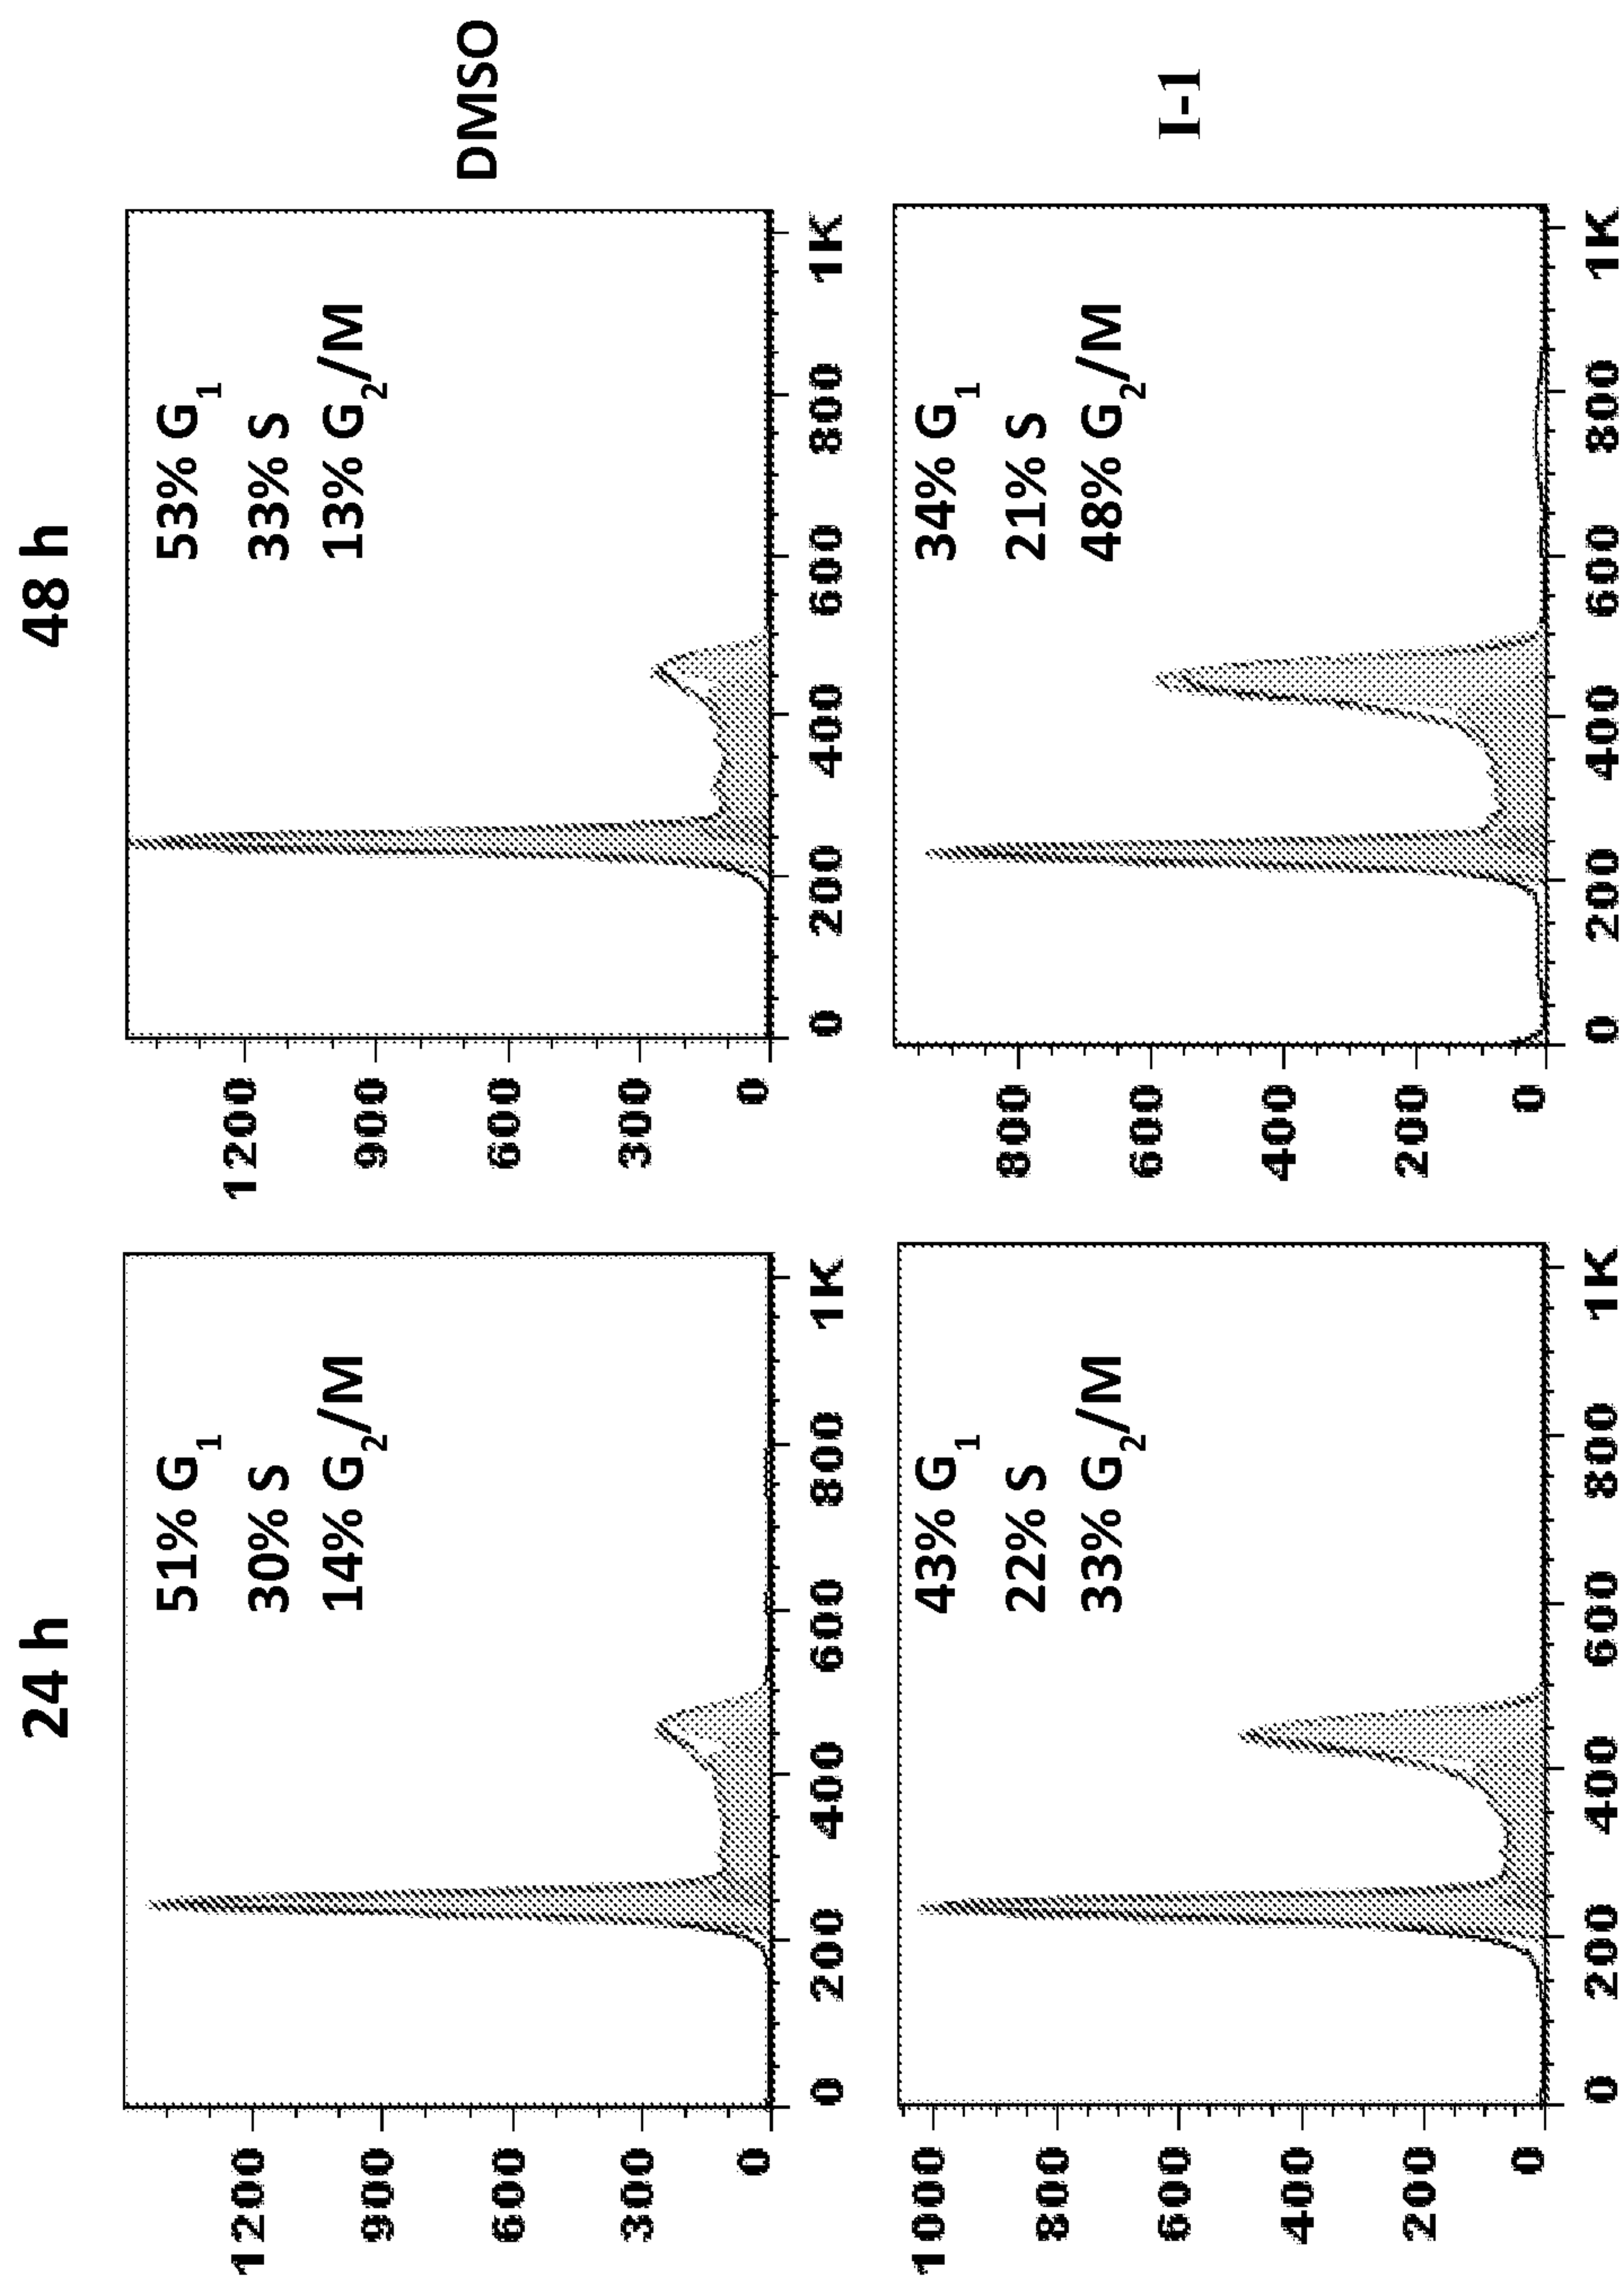 24 h
48 h
51% G₁
30% S
14% G₂/M
1200
900
600
300
0
0 200 400 600 800 1K
53% G₁
33% S
13% G₂/M
1200
900
600
300
0
0 200 400 600 800 1K
DMSO
43% G₁
22% S
33% G₂/M
1000
800
600
400
200
0
0 200 400 600 800 1K
34% G₁
21% S
48% G₂/M
800
600
400
200
0
0 200 400 600 800 1K
I-1